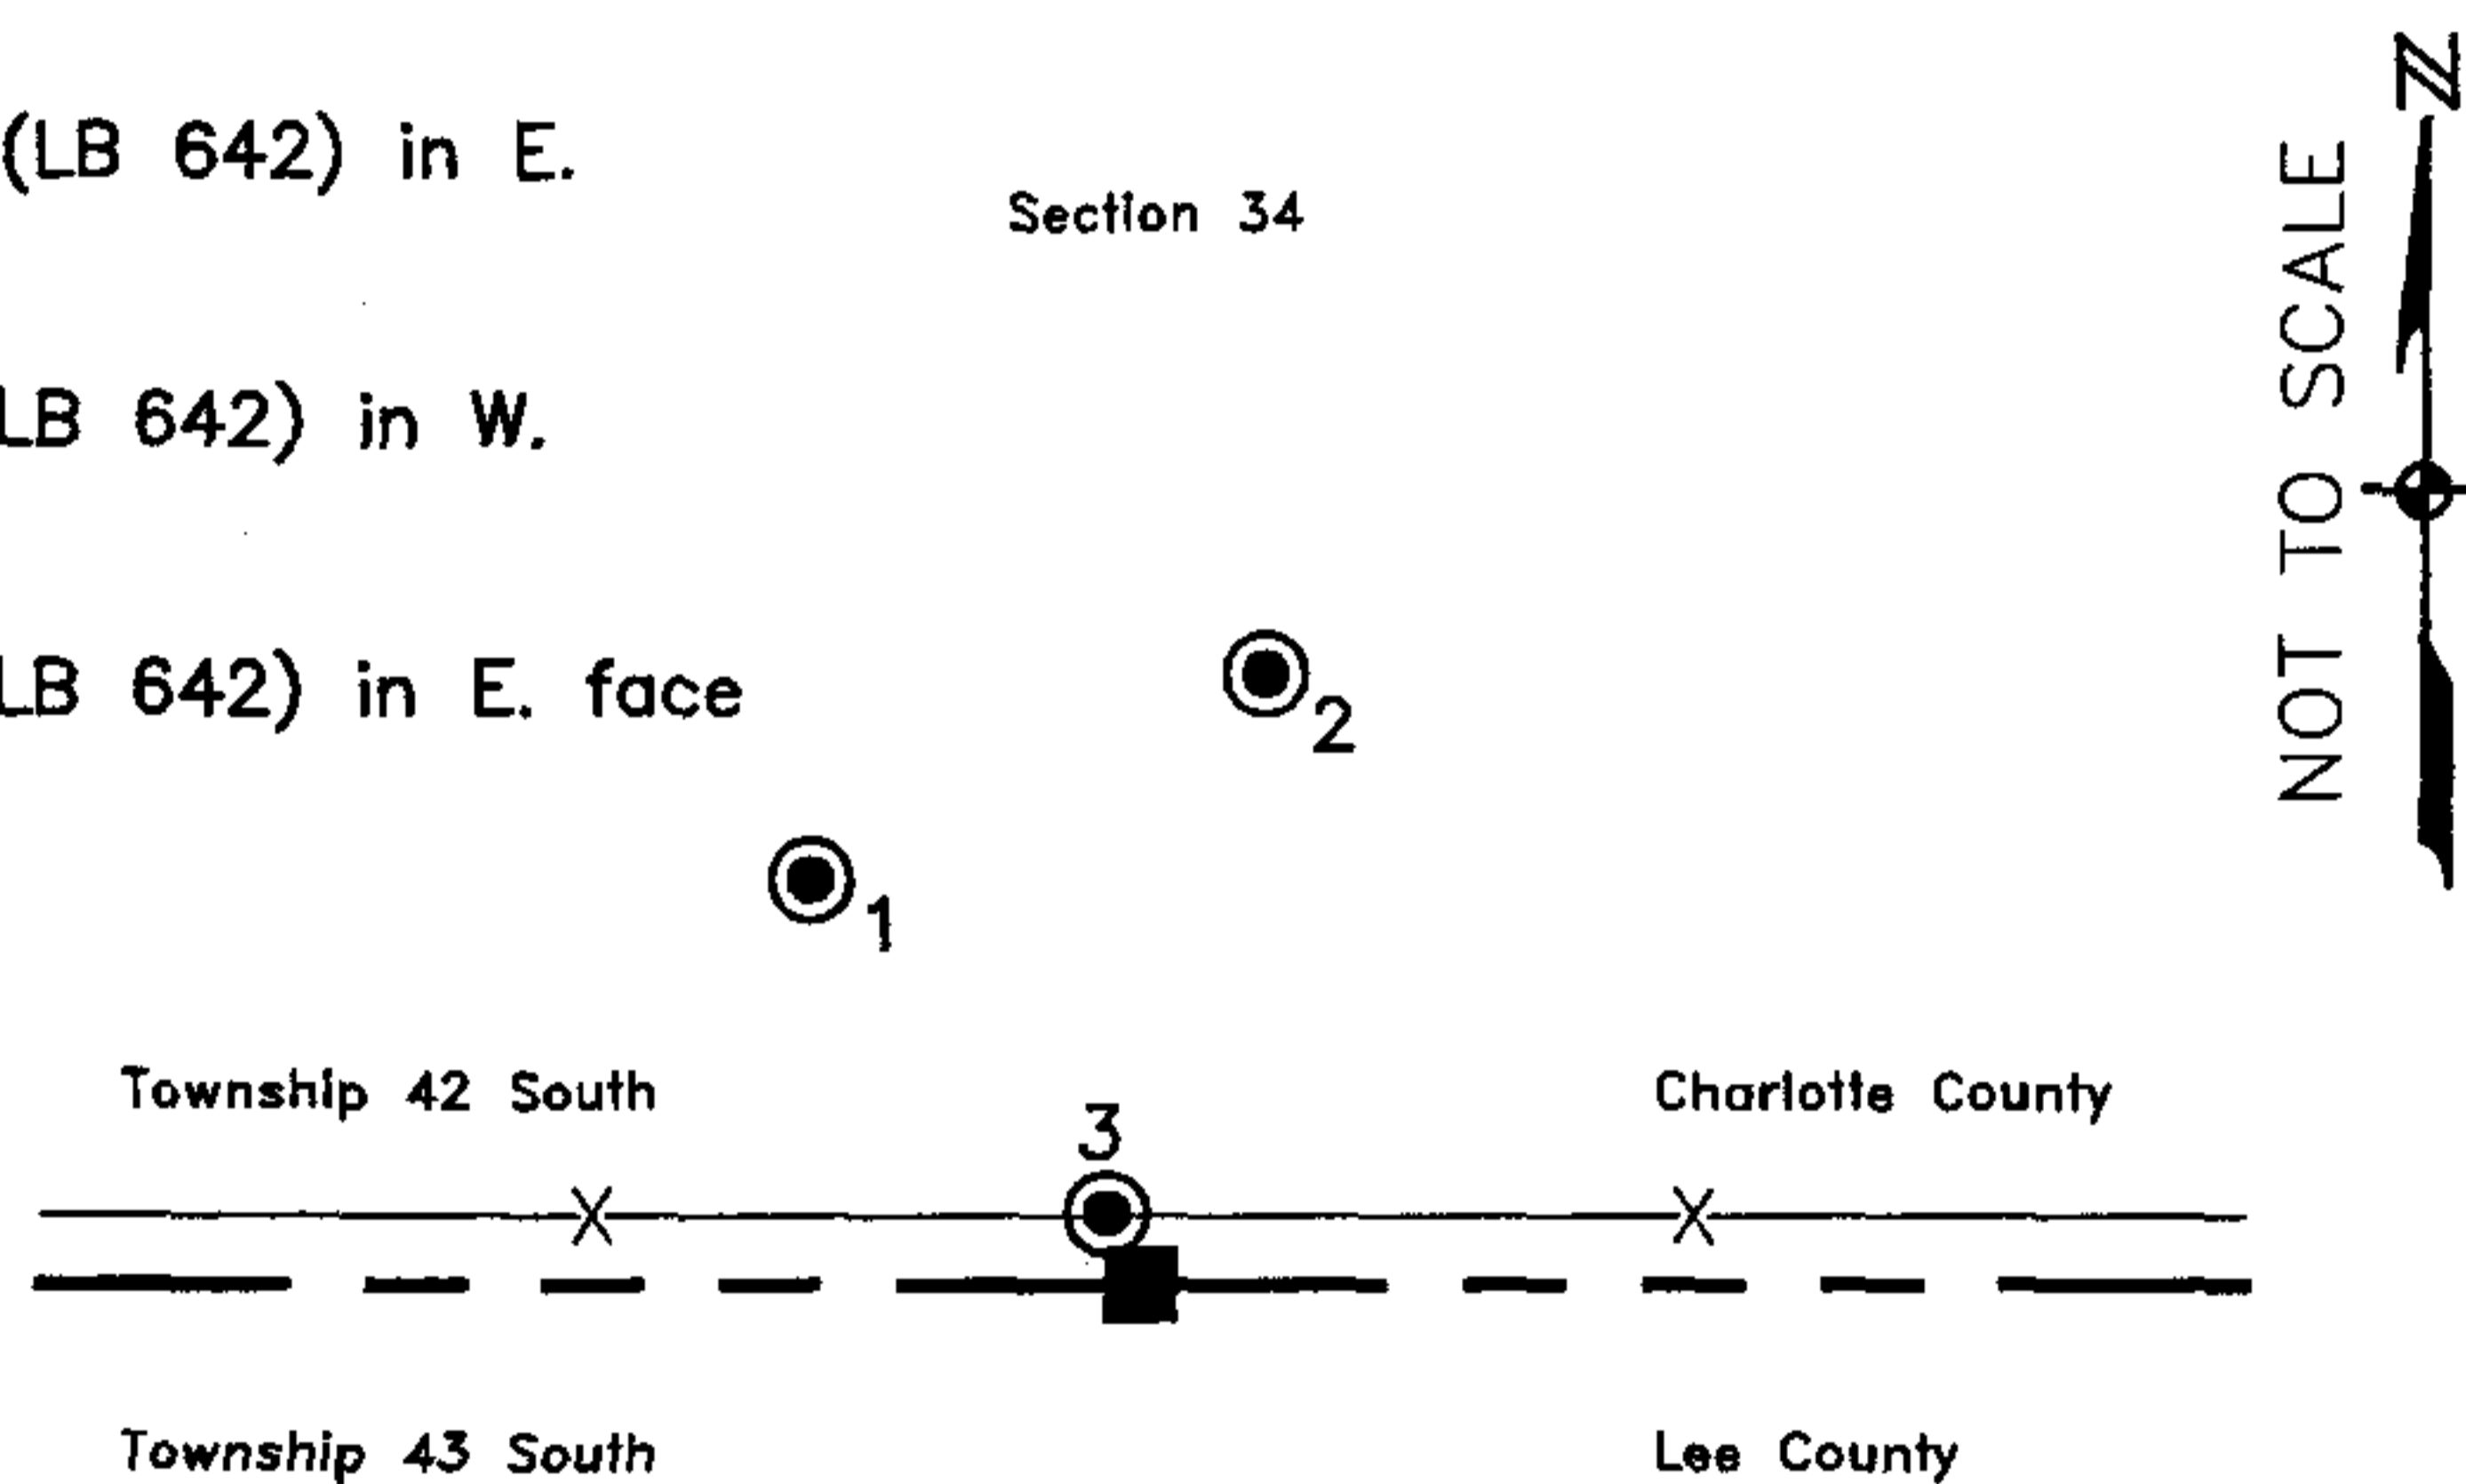 (LB 642) in E.
Section 34
LB 642) in W.
LB 642) in E. face
2
1
Township 42 South
Charlotte County
3
Township 43 South
Lee County
N
NOT TO SCALE